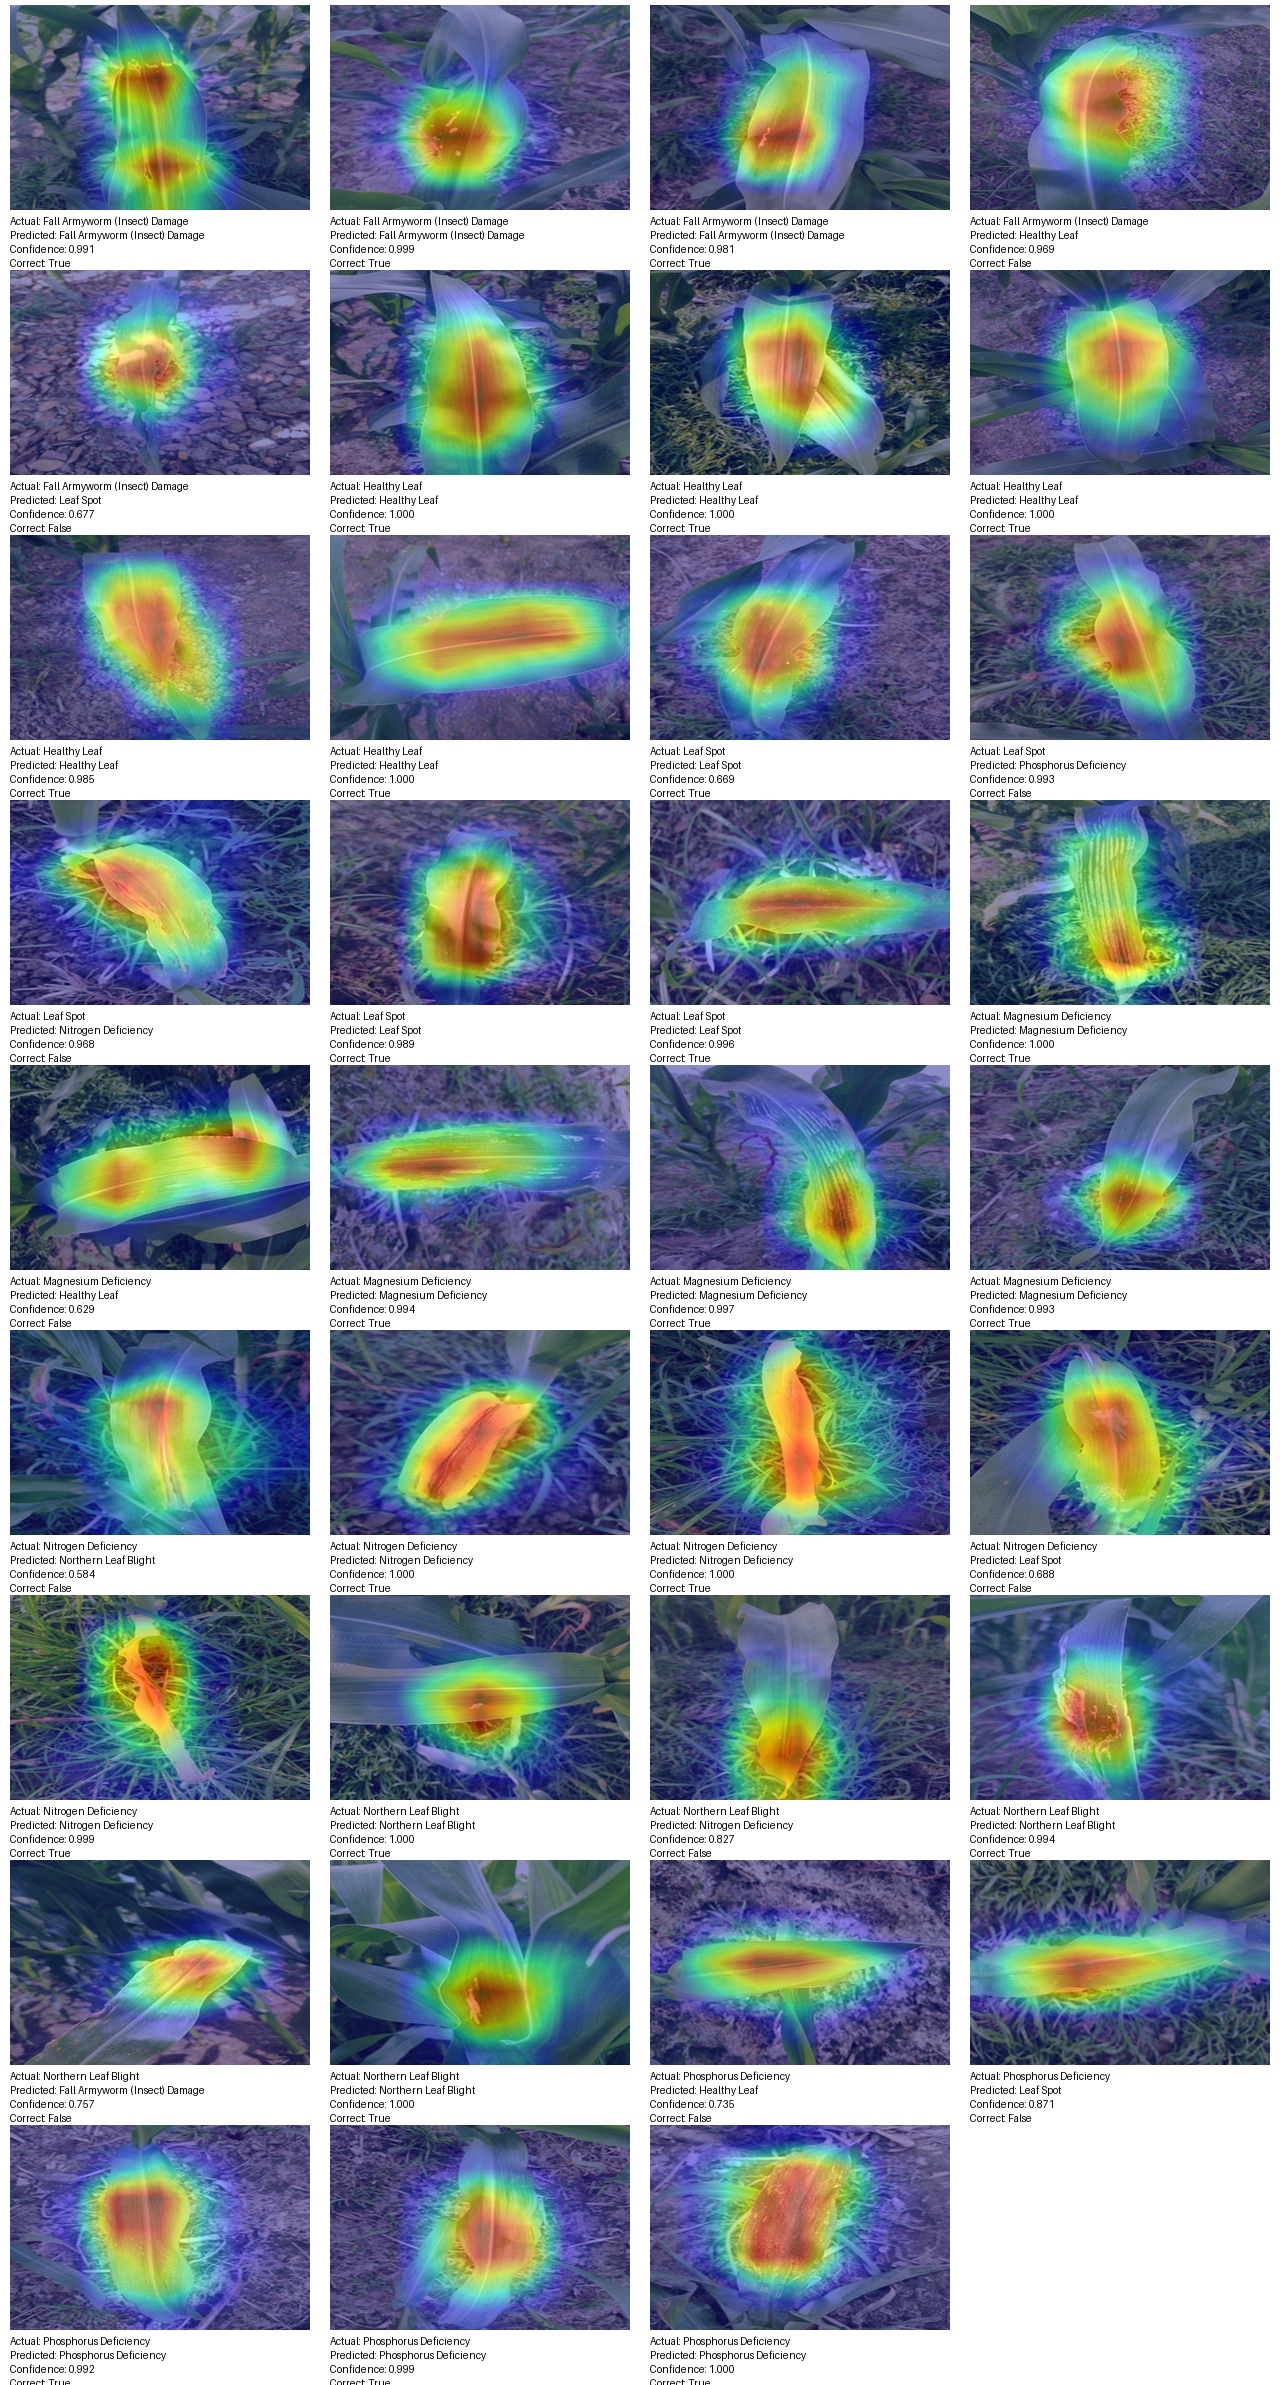 Actual: Fall Armyworm (Insect) Damage
Predicted: Fall Armyworm (Insect) Damage
Confidence: 0.991
Correct: True
Actual: Fall Armyworm (Insect) Damage
Predicted: Fall Armyworm (Insect) Damage
Confidence: 0.999
Correct: True
Actual: Fall Armyworm (Insect) Damage
Predicted: Fall Armyworm (Insect) Damage
Confidence: 0.981
Correct: True
Actual: Fall Armyworm (Insect) Damage
Predicted: Healthy Leaf
Confidence: 0.969
Correct: False
Actual: Fall Armyworm (Insect) Damage
Predicted: Leaf Spot
Confidence: 0.677
Correct: False
Actual: Healthy Leaf
Predicted: Healthy Leaf
Confidence: 1.000
Correct: True
Actual: Healthy Leaf
Predicted: Healthy Leaf
Confidence: 1.000
Correct: True
Actual: Healthy Leaf
Predicted: Healthy Leaf
Confidence: 1.000
Correct: True
Actual: Healthy Leaf
Predicted: Healthy Leaf
Confidence: 0.985
Correct: True
Actual: Healthy Leaf
Predicted: Healthy Leaf
Confidence: 1.000
Correct: True
Actual: Leaf Spot
Predicted: Leaf Spot
Confidence: 0.669
Correct: True
Actual: Leaf Spot
Predicted: Phosphorus Deficiency
Confidence: 0.993
Correct: False
Actual: Leaf Spot
Predicted: Nitrogen Deficiency
Confidence: 0.968
Correct: False
Actual: Leaf Spot
Predicted: Leaf Spot
Confidence: 0.989
Correct: True
Actual: Leaf Spot
Predicted: Leaf Spot
Confidence: 0.996
Correct: True
Actual: Magnesium Deficiency
Predicted: Magnesium Deficiency
Confidence: 1.000
Correct: True
Actual: Magnesium Deficiency
Predicted: Healthy Leaf
Confidence: 0.629
Correct: False
Actual: Magnesium Deficiency
Predicted: Magnesium Deficiency
Confidence: 0.994
Correct: True
Actual: Magnesium Deficiency
Predicted: Magnesium Deficiency
Confidence: 0.997
Correct: True
Actual: Magnesium Deficiency
Predicted: Magnesium Deficiency
Confidence: 0.993
Correct: True
Actual: Nitrogen Deficiency
Predicted: Northern Leaf Blight
Confidence: 0.584
Correct: False
Actual: Nitrogen Deficiency
Predicted: Nitrogen Deficiency
Confidence: 1.000
Correct: True
Actual: Nitrogen Deficiency
Predicted: Nitrogen Deficiency
Confidence: 1.000
Correct: True
Actual: Nitrogen Deficiency
Predicted: Leaf Spot
Confidence: 0.688
Correct: False
Actual: Nitrogen Deficiency
Predicted: Nitrogen Deficiency
Confidence: 0.999
Correct: True
Actual: Northern Leaf Blight
Predicted: Northern Leaf Blight
Confidence: 1.000
Correct: True
Actual: Northern Leaf Blight
Predicted: Nitrogen Deficiency
Confidence: 0.827
Correct: False
Actual: Northern Leaf Blight
Predicted: Northern Leaf Blight
Confidence: 0.994
Correct: True
Actual: Northern Leaf Blight
Predicted: Fall Armyworm (Insect) Damage
Confidence: 0.757
Correct: False
Actual: Northern Leaf Blight
Predicted: Northern Leaf Blight
Confidence: 1.000
Correct: True
Actual: Phosphorus Deficiency
Predicted: Healthy Leaf
Confidence: 0.735
Correct: False
Actual: Phosphorus Deficiency
Predicted: Leaf Spot
Confidence: 0.871
Correct: False
Actual: Phosphorus Deficiency
Predicted: Phosphorus Deficiency
Confidence: 0.992
Correct: True
Actual: Phosphorus Deficiency
Predicted: Phosphorus Deficiency
Confidence: 0.999
Correct: True
Actual: Phosphorus Deficiency
Predicted: Phosphorus Deficiency
Confidence: 1.000
Correct: True